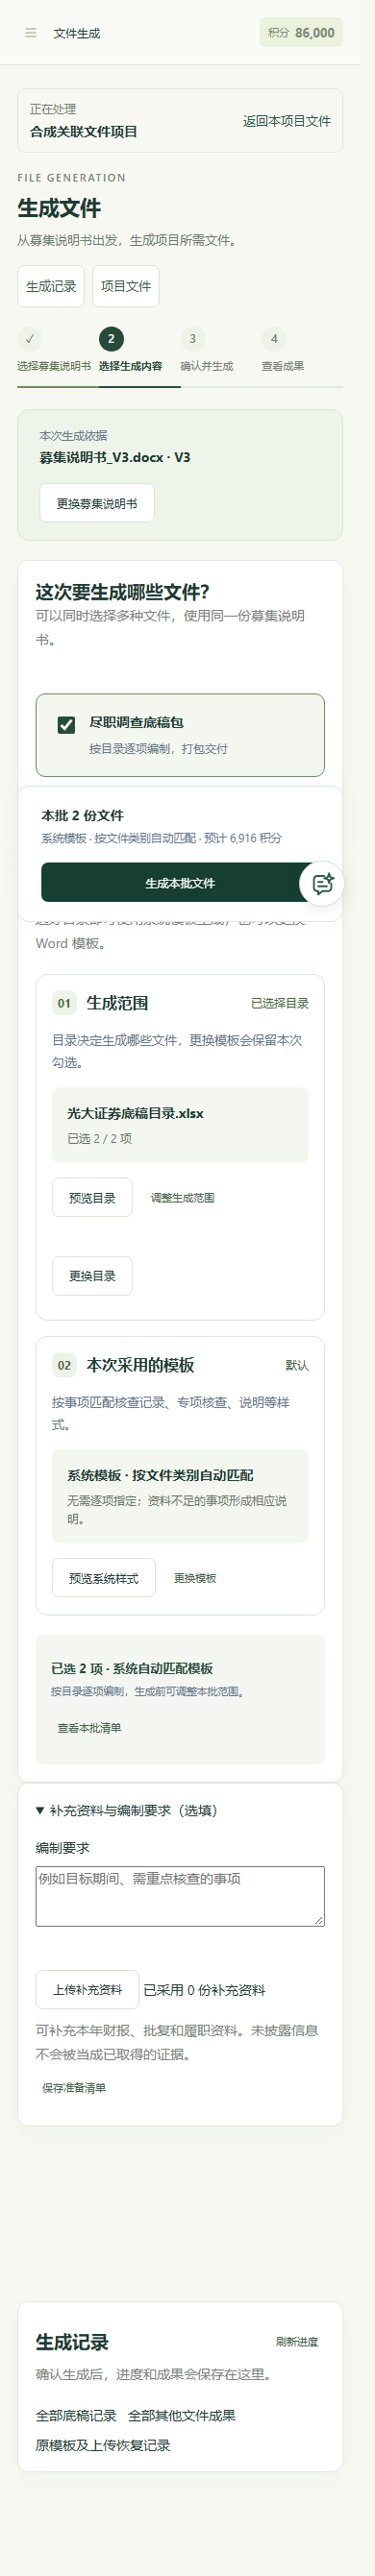 文件生成
积分 86,000
正在处理
合成关联文件项目
返回本项目文件
FILE GENERATION
生成文件
从募集说明书出发，生成项目所需文件。
生成记录
项目文件
✓
2
3
4
选择募集说明书
选择生成内容
确认并生成
查看成果
本次生成依据
募集说明书_V3.docx · V3
更换募集说明书
这次要生成哪些文件？
可以同时选择多种文件，使用同一份募集说明
书。
尽职调查底稿包
按目录逐项编制，打包交付
本批 2 份文件
系统模板 · 按文件类别自动匹配 · 预计 6,916 积分
生成本批文件
Word 模板。
01 生成范围
已选择目录
目录决定生成哪些文件，更换模板会保留本次
勾选。
光大证券底稿目录.xlsx
已选 2 / 2 项
预览目录
调整生成范围
更换目录
02 本次采用的模板
默认
按事项匹配核查记录、专项核查、说明等样
式。
系统模板 · 按文件类别自动匹配
无需逐项指定；资料不足的事项形成相应说
明。
预览系统样式
更换模板
已选 2 项 · 系统自动匹配模板
按目录逐项编制，生成前可调整本批范围。
查看本批清单
▼ 补充资料与编制要求（选填）
编制要求
例如目标期间、需重点核查的事项
上传补充资料
已采用 0 份补充资料
可补充本年财报、批复和履职资料。未披露信息
不会被当成已取得的证据。
保存准备清单
生成记录
刷新进度
确认生成后，进度和成果会保存在这里。
全部底稿记录 全部其他文件成果
原模板及上传恢复记录